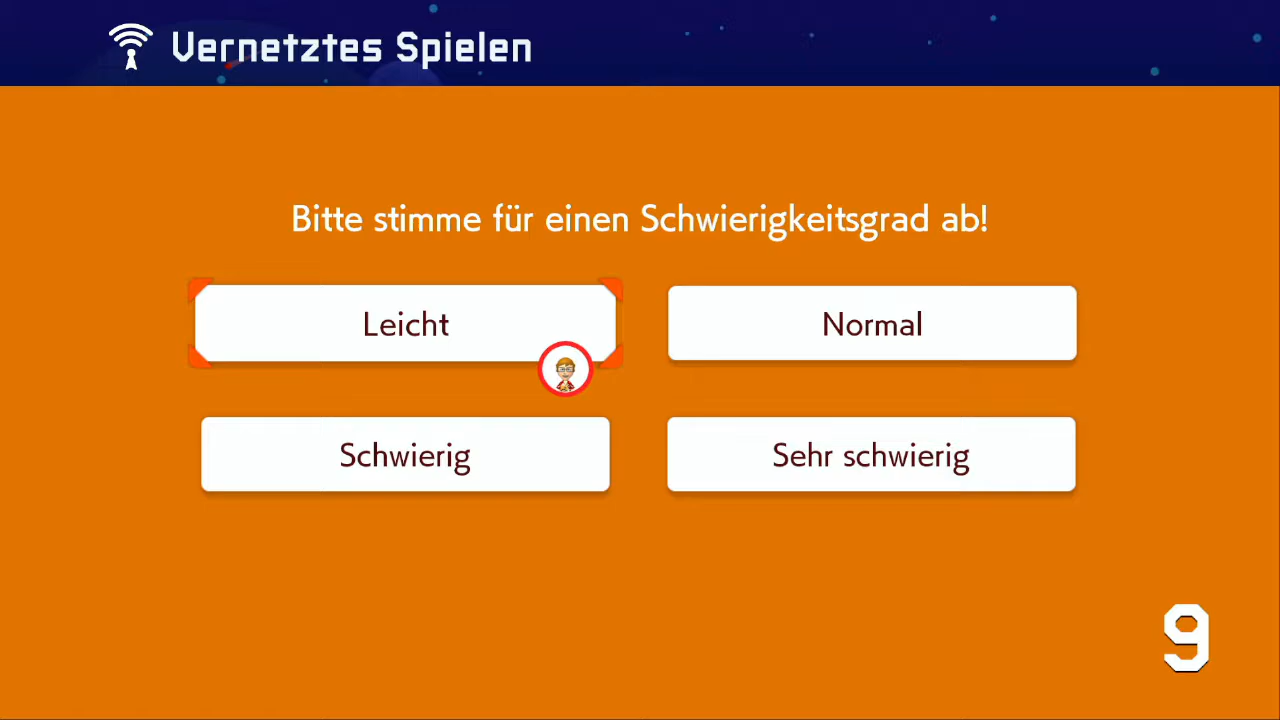 Vernetztes Spielen
Bitte stimme für einen Schwierigkeitsgrad ab!
Leicht
Normal
Schwierig
Sehr schwierig
9